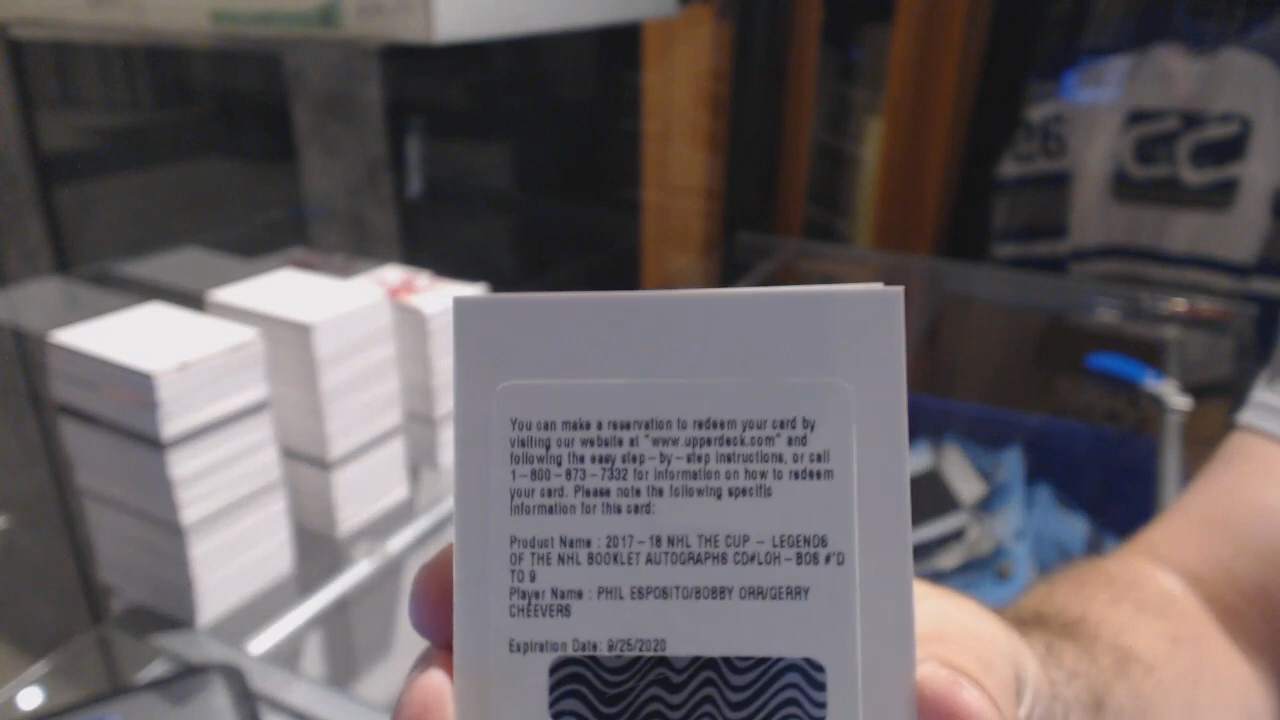 26
CC
You can make a reservation to redeem your card by
visiting our website at "www.upperdeck.com" and
following the easy step-by-step instructions, or call
1-800-873-7332 for information on how to redeem
your card. Please note the following specific
information for this card:
Product Name : 2017-18 NHL THE CUP - LEGENDS
OF THE NHL BOOKLET AUTOGRAPHS CD#LOH-BOS #'D
TO 9
Player Name : PHIL ESPOSITO/BOBBY ORR/GERRY
CHEEVERS
Expiration Date: 9/25/2020